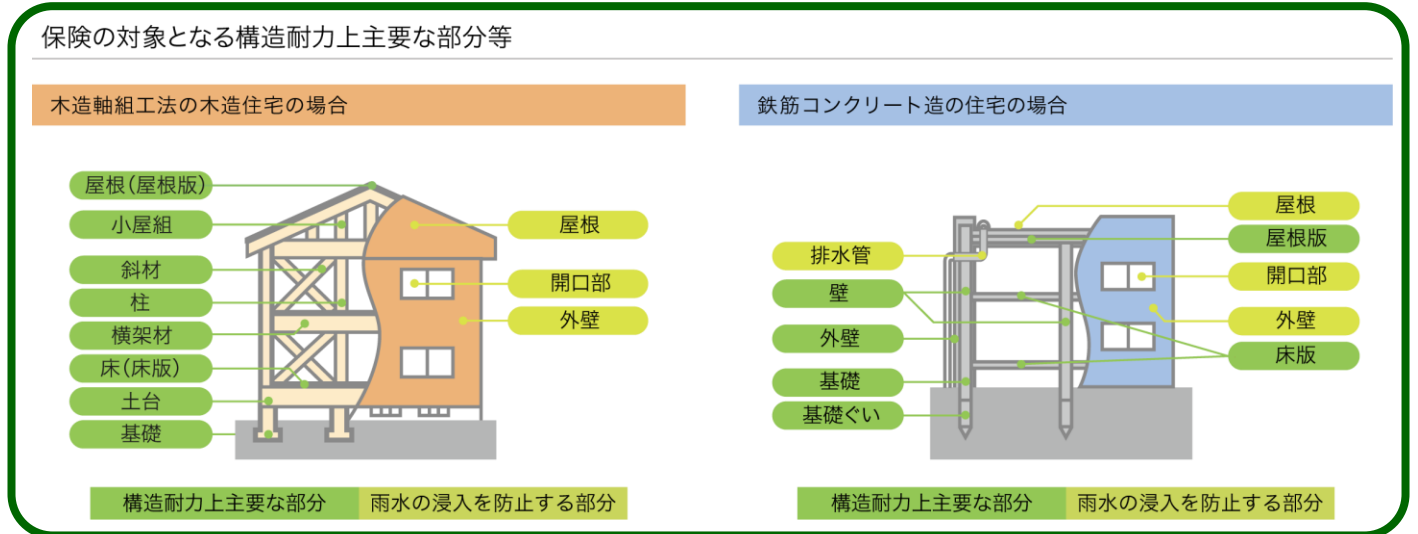 保険の対象となる構造耐力上主要な部分等
木造軸組工法の木造住宅の場合
屋根(屋根版)
小屋組
斜材
柱
横架材
床(床版)
土台
基礎
屋根
開口部
外壁
構造耐力上主要な部分
雨水の浸入を防止する部分
鉄筋コンクリート造の住宅の場合
排水管
壁
外壁
基礎
基礎ぐい
屋根
屋根版
開口部
外壁
床版
構造耐力上主要な部分
雨水の浸入を防止する部分